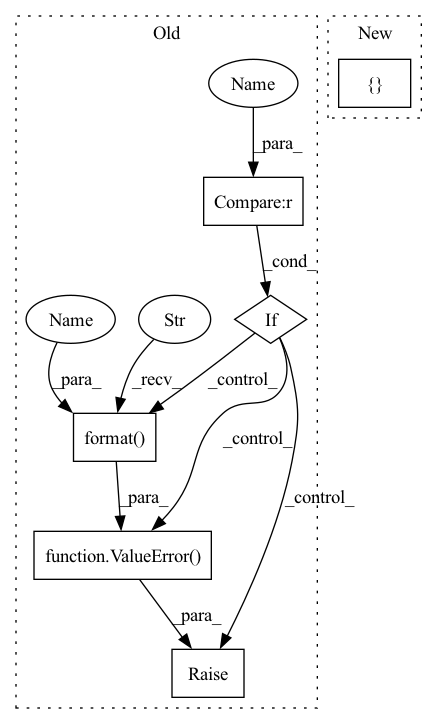 Old
New
Name
{}
_para_
Compare:r
_cond_
Name
Str
If
_para_
_recv_
_control_
format()
_control_
_para_
_control_
function.ValueError()
_para_
Raise